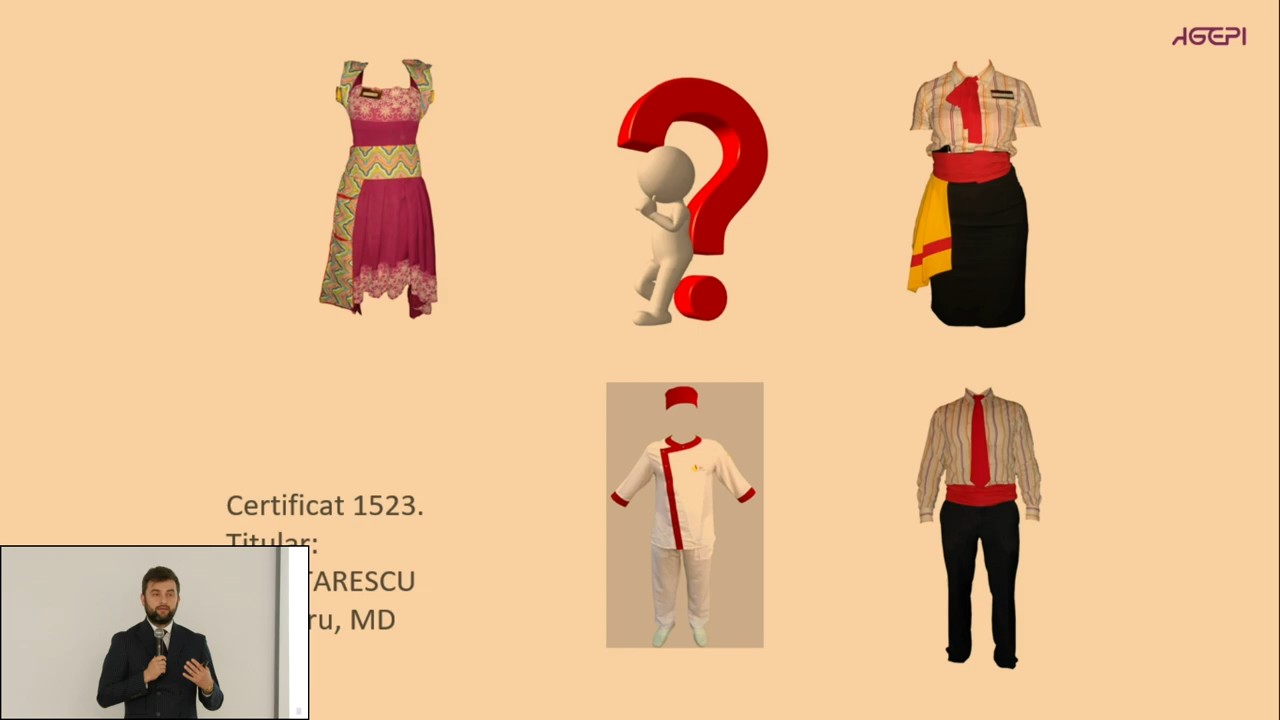 AGEPI
Certificat 1523.
Titular:
TARESCU
ru, MD